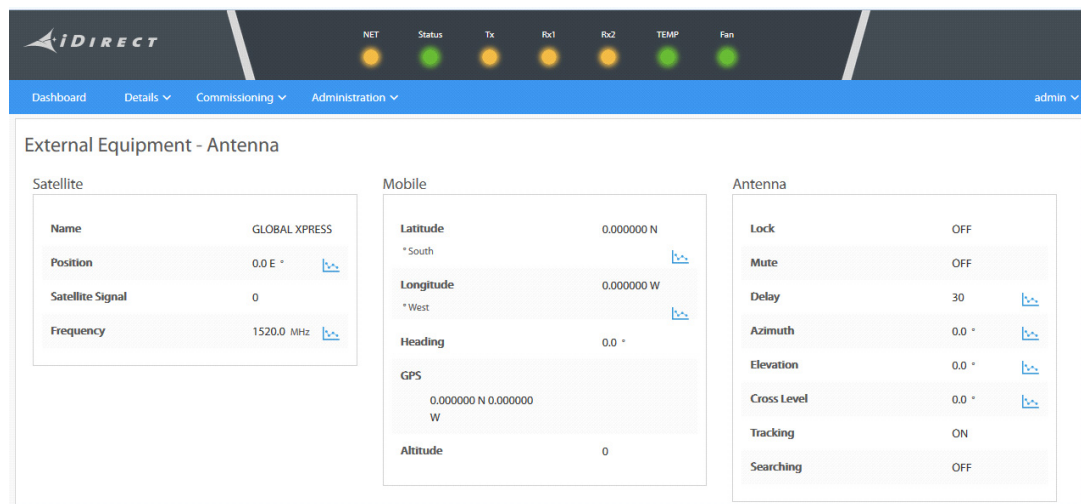 iDIRECT
NET Status Tx Rx1 Rx2 TEMP Fan
Dashboard Details Commissioning Administration admin
External Equipment - Antenna
Satellite
Name GLOBAL XPRESS
Position 0.0 E °
Satellite Signal 0
Frequency 1520.0 MHz
Mobile
Latitude 0.000000 N
° South
Longitude 0.000000 W
° West
Heading 0.0 °
GPS
0.000000 N 0.000000
W
Altitude 0
Antenna
Lock OFF
Mute OFF
Delay 30
Azimuth 0.0 °
Elevation 0.0 °
Cross Level 0.0 °
Tracking ON
Searching OFF